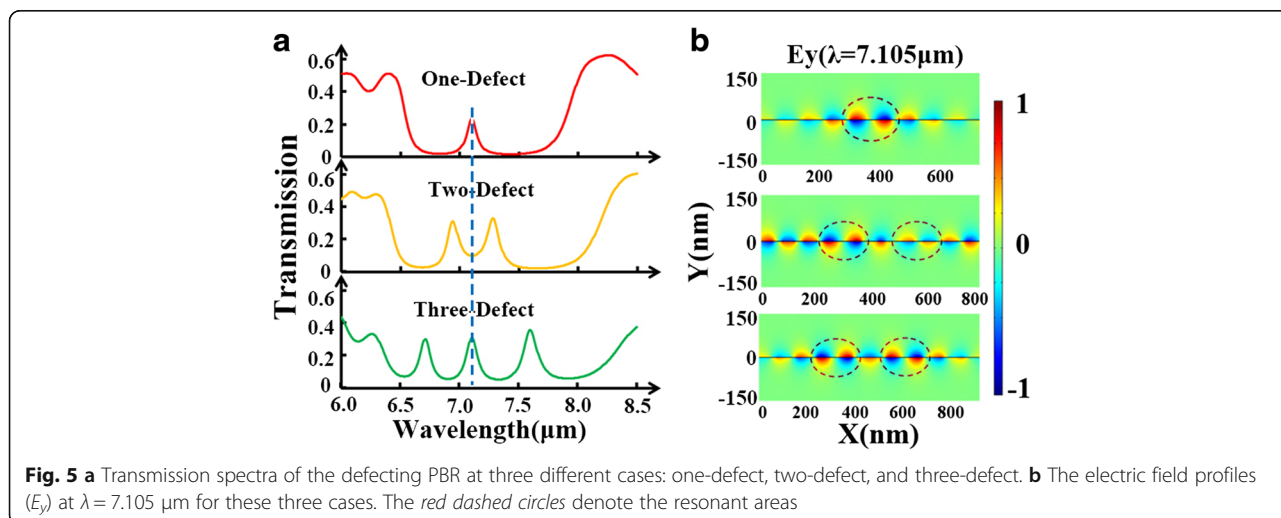 a
b
Ey(λ=7.105μm)
Transmission
0.6
0.4
0.2
0
One-Defect
0.6
0.4
0.2
0
Two-Defect
0.6
0.4
0.2
0
Three-Defect
6.0 6.5 7.0 7.5 8.0 8.5
Wavelength(μm)
Y(nm)
150
0
-150
0 200 400 600
150
0
-150
0 200 400 600 800
150
0
-150
0 200 400 600 800
X(nm)
1
0
-1
Fig. 5 a Transmission spectra of the defecting PBR at three different cases: one-defect, two-defect, and three-defect. b The electric field profiles
(Ey) at λ = 7.105 μm for these three cases. The red dashed circles denote the resonant areas